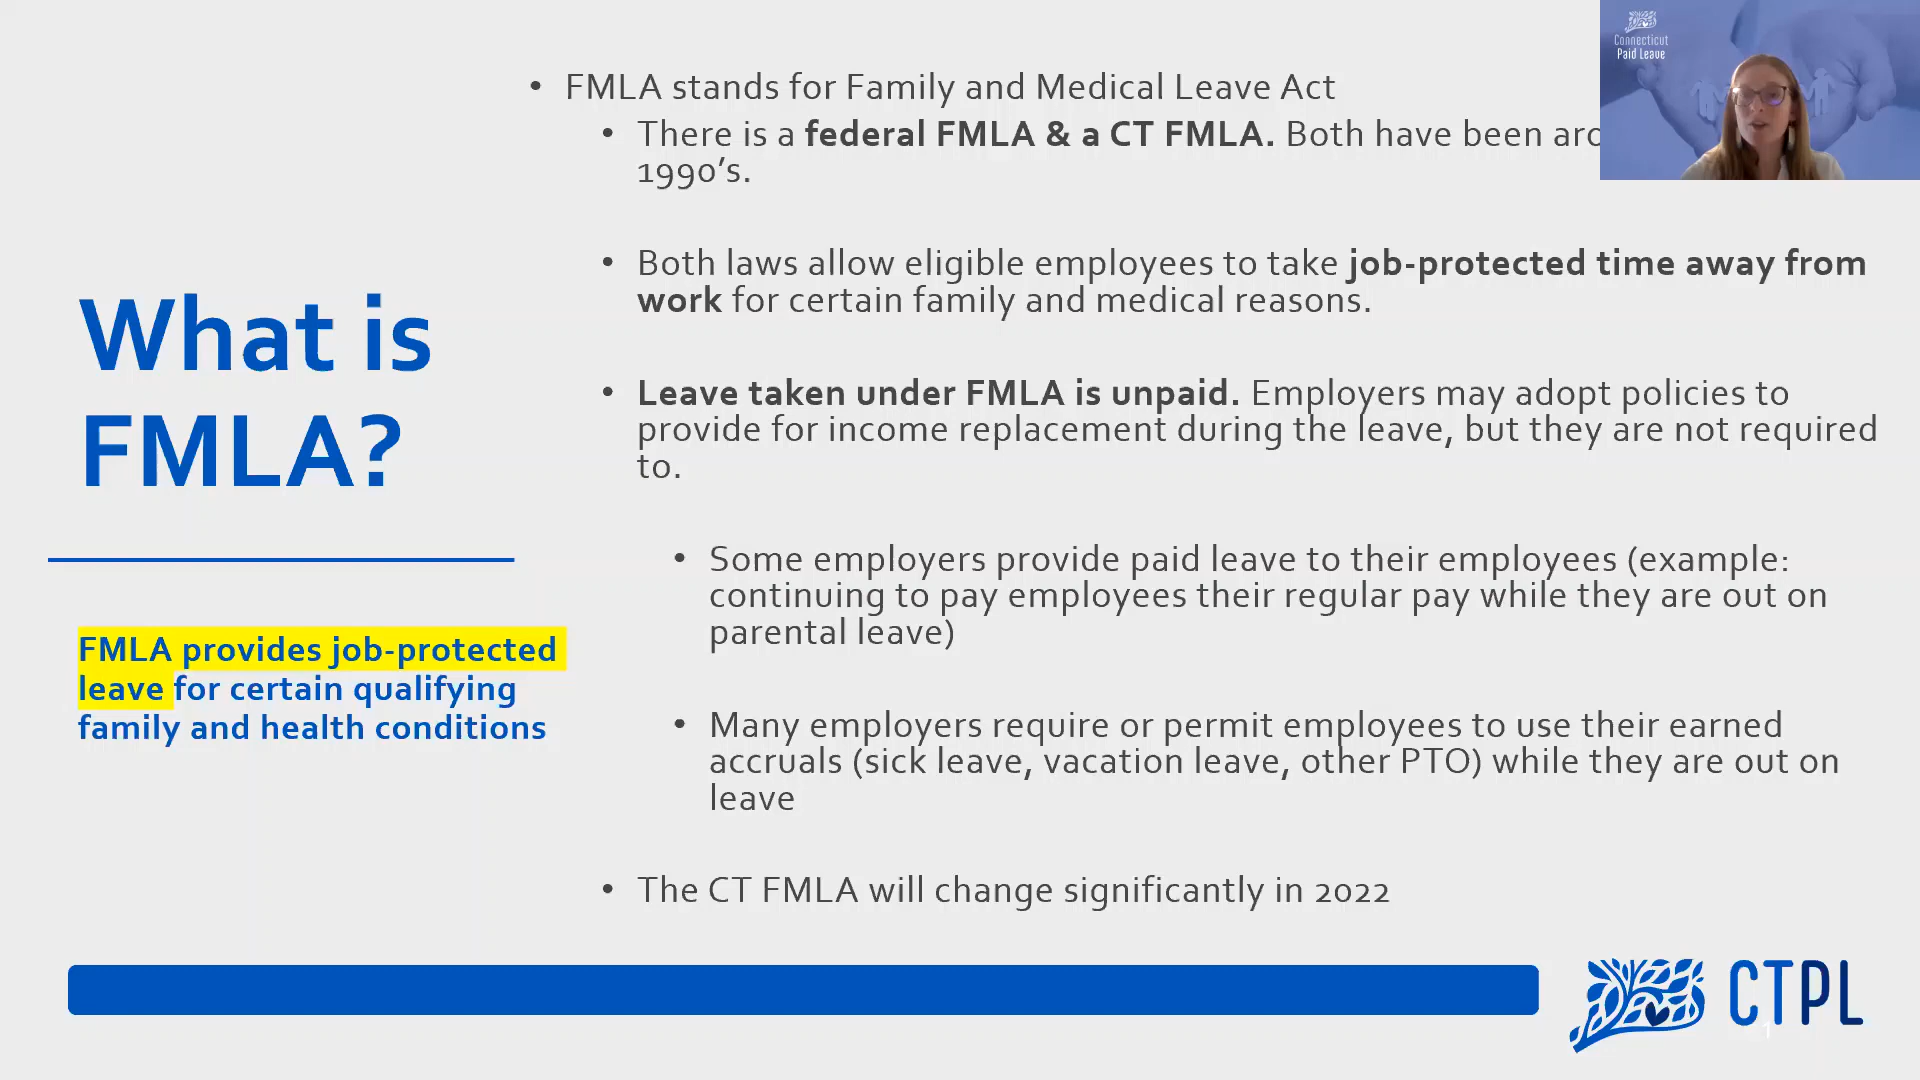 What is
FMLA?
FMLA provides job-protected
leave for certain qualifying
family and health conditions
• FMLA stands for Family and Medical Leave Act
• There is a federal FMLA & a CT FMLA. Both have been
1990's.
• Both laws allow eligible employees to take job-protected time away from
work for certain family and medical reasons.
• Leave taken under FMLA is unpaid. Employers may adopt policies to
provide for income replacement during the leave, but they are not required
to.
• Some employers provide paid leave to their employees (example:
continuing to pay employees their regular pay while they are out on
parental leave)
• Many employers require or permit employees to use their earned
accruals (sick leave, vacation leave, other PTO) while they are out on
leave
• The CT FMLA will change significantly in 2022
Connecticut
Paid Leave
CTPL
1